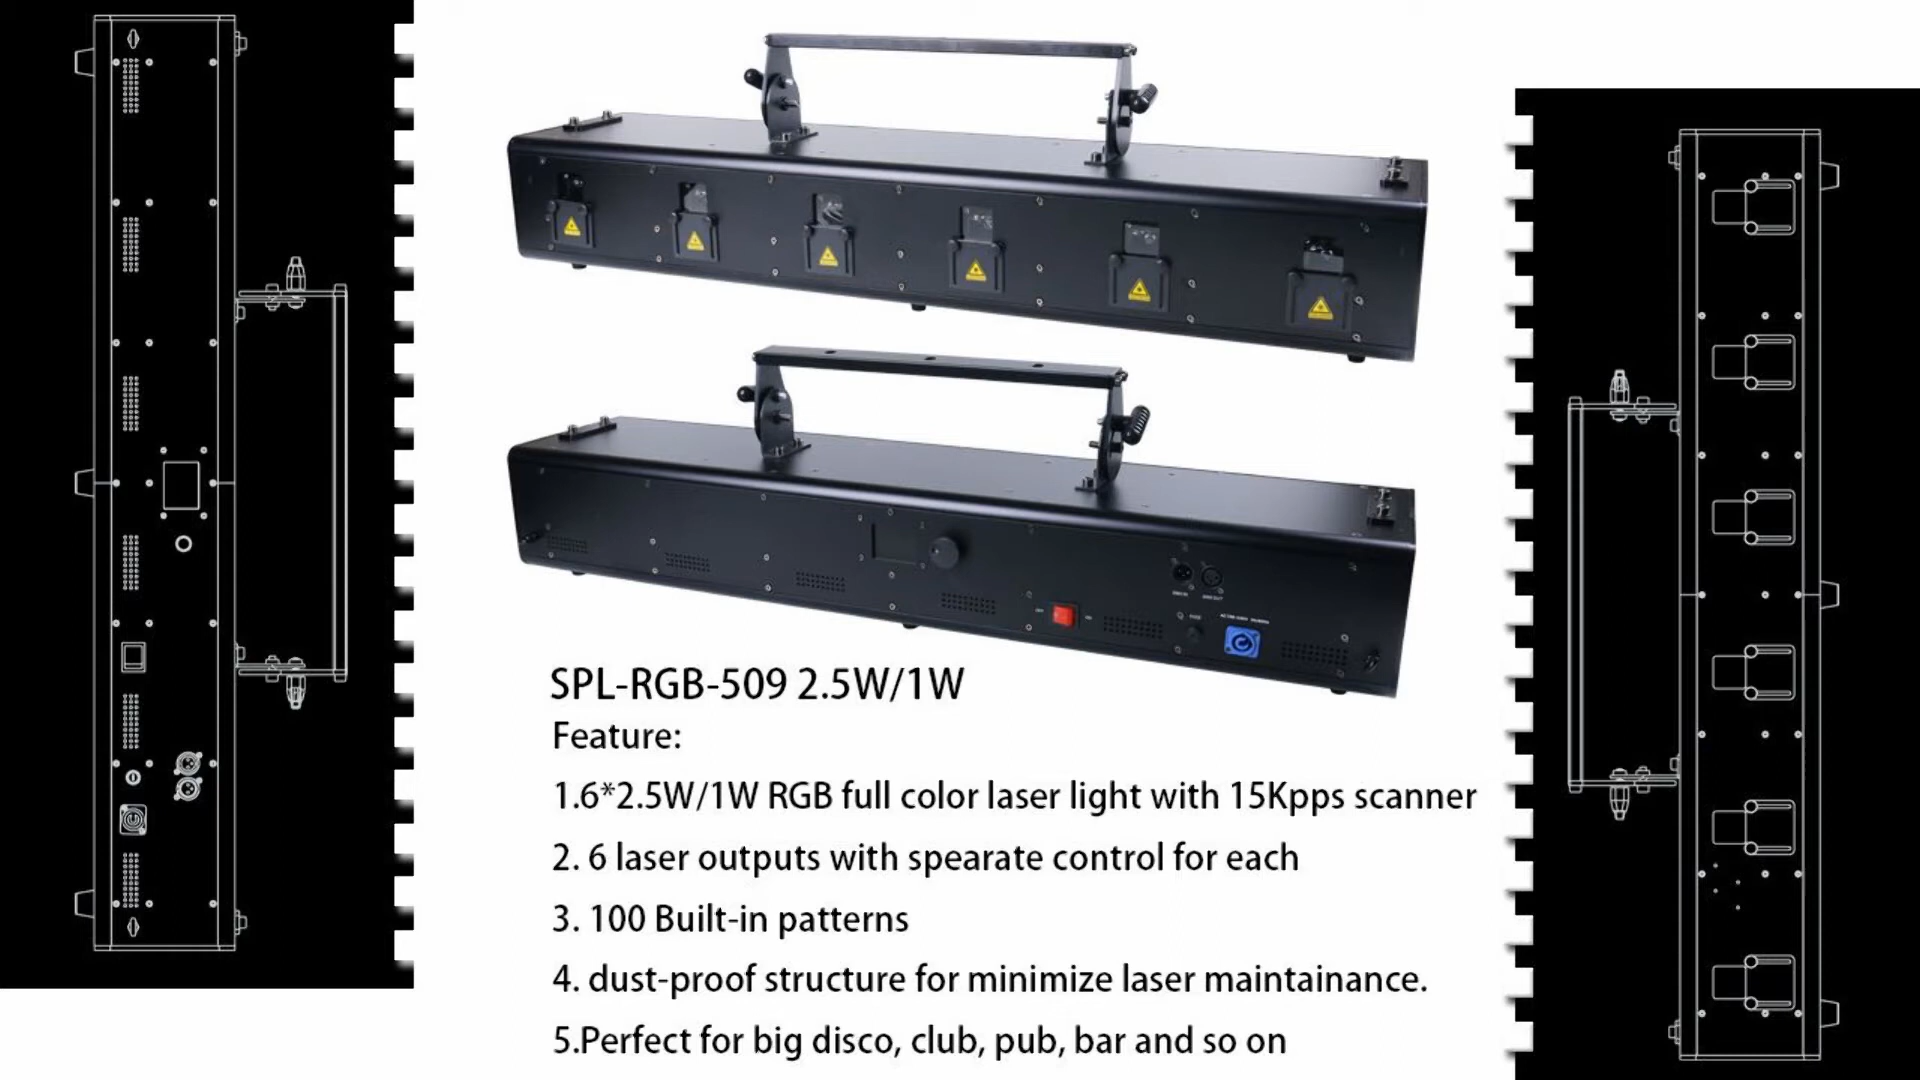 SPL-RGB-509 2.5W/1W
Feature:
1.6*2.5W/1W RGB full color laser light with 15Kpps scanner
2. 6 laser outputs with spearate control for each
3. 100 Built-in patterns
4. dust-proof structure for minimize laser maintainance.
5.Perfect for big disco, club, pub, bar and so on